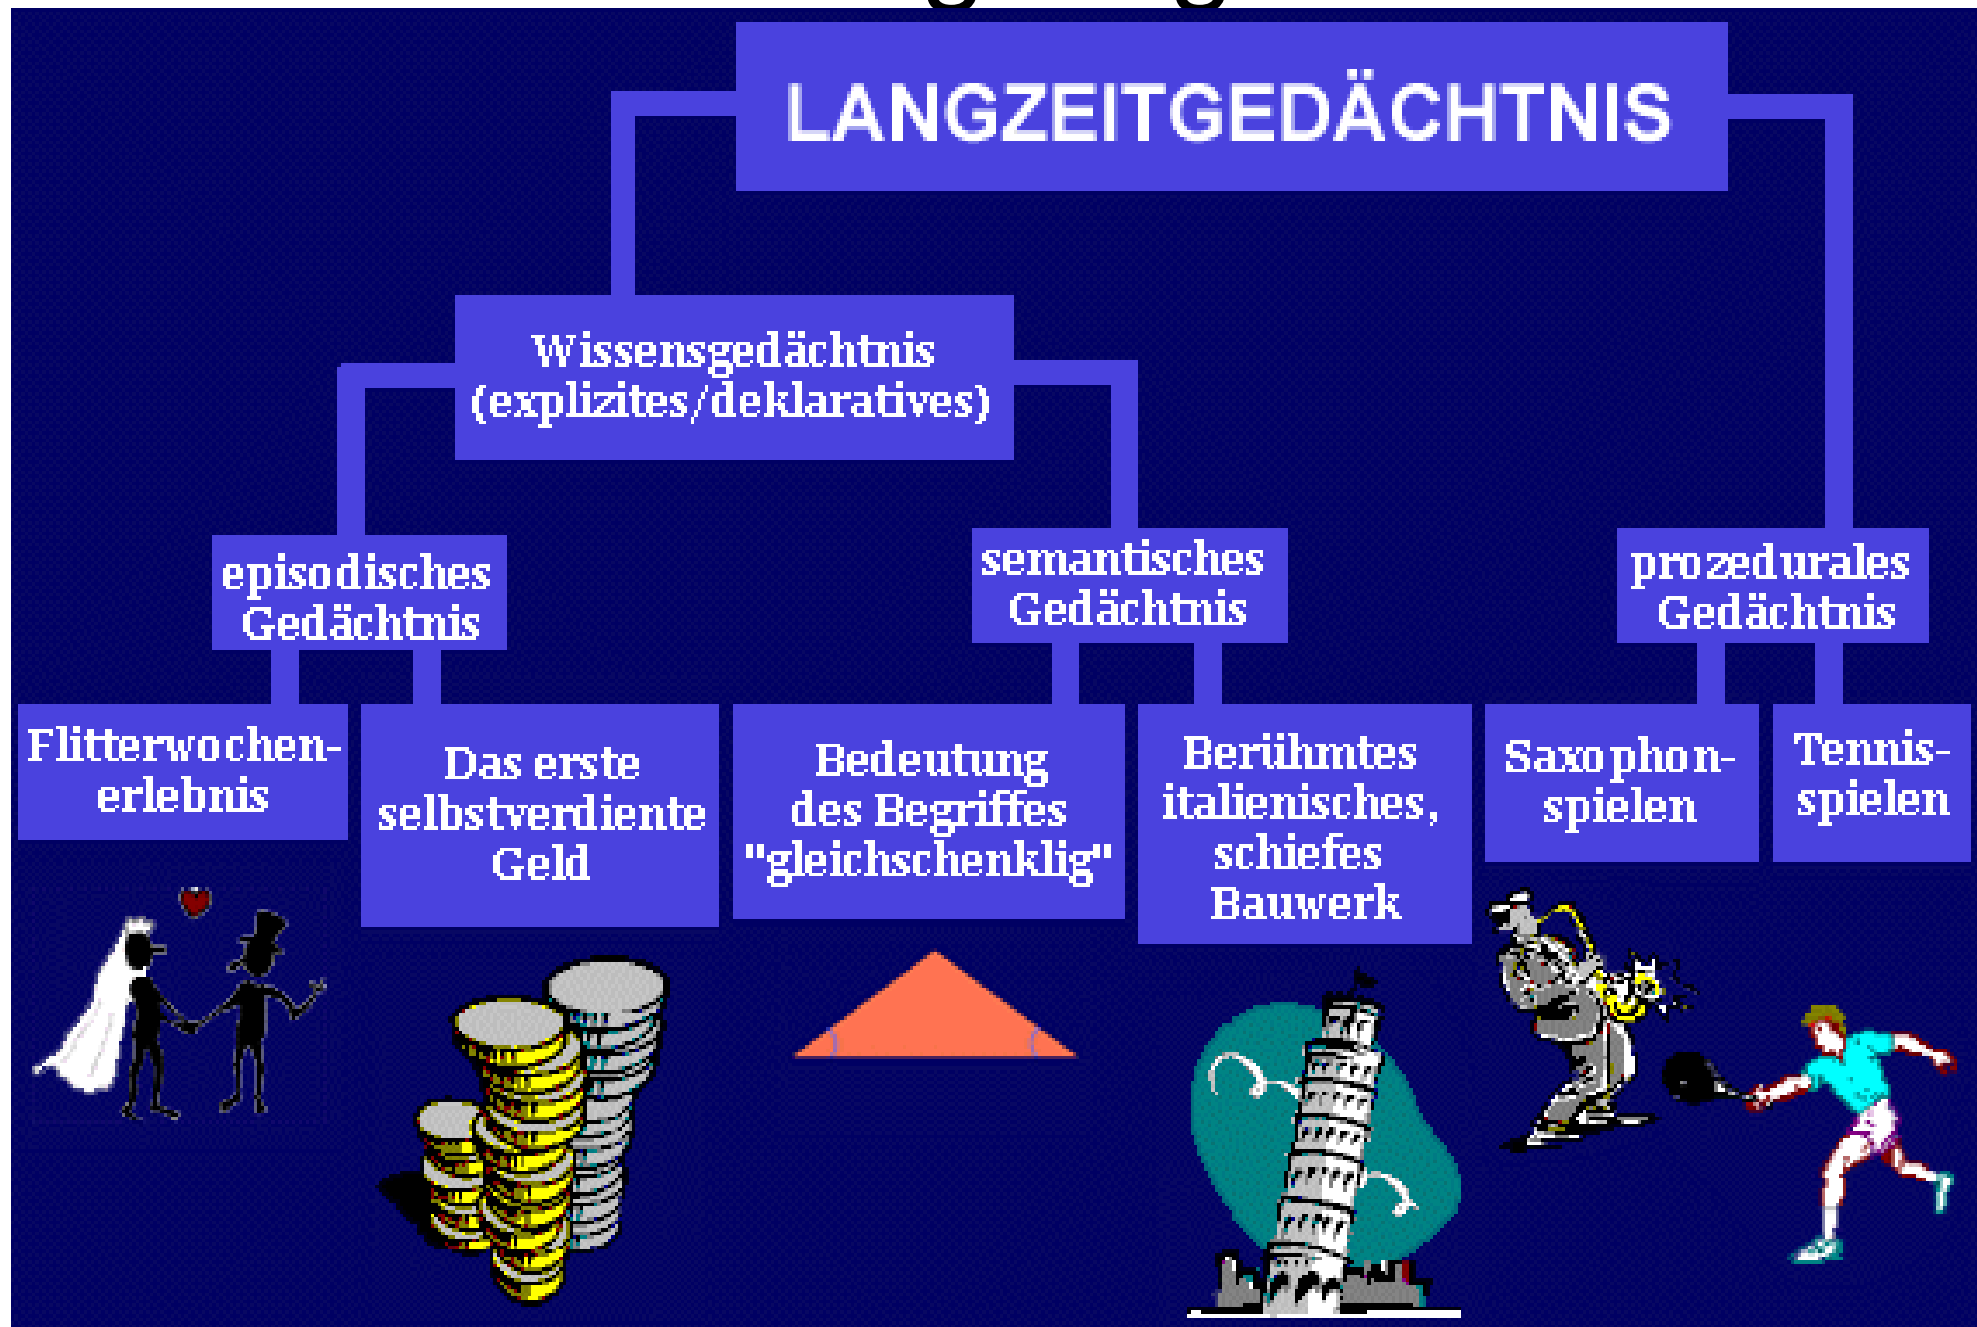 LANGZEITGEDÄCHTNIS
Wissensgedächtnis
(explizites/deklaratives)
episodisches
Gedächtnis
semantisches
Gedächtnis
prozedurales
Gedächtnis
Flitterwochen-
erlebnis
Das erste
selbstverdiente
Geld
Bedeutung
des Begriffes
"gleichschenklig"
Berühmtes
italienisches,
schiefes
Bauwerk
Saxophon-
spielen
Tennis-
spielen